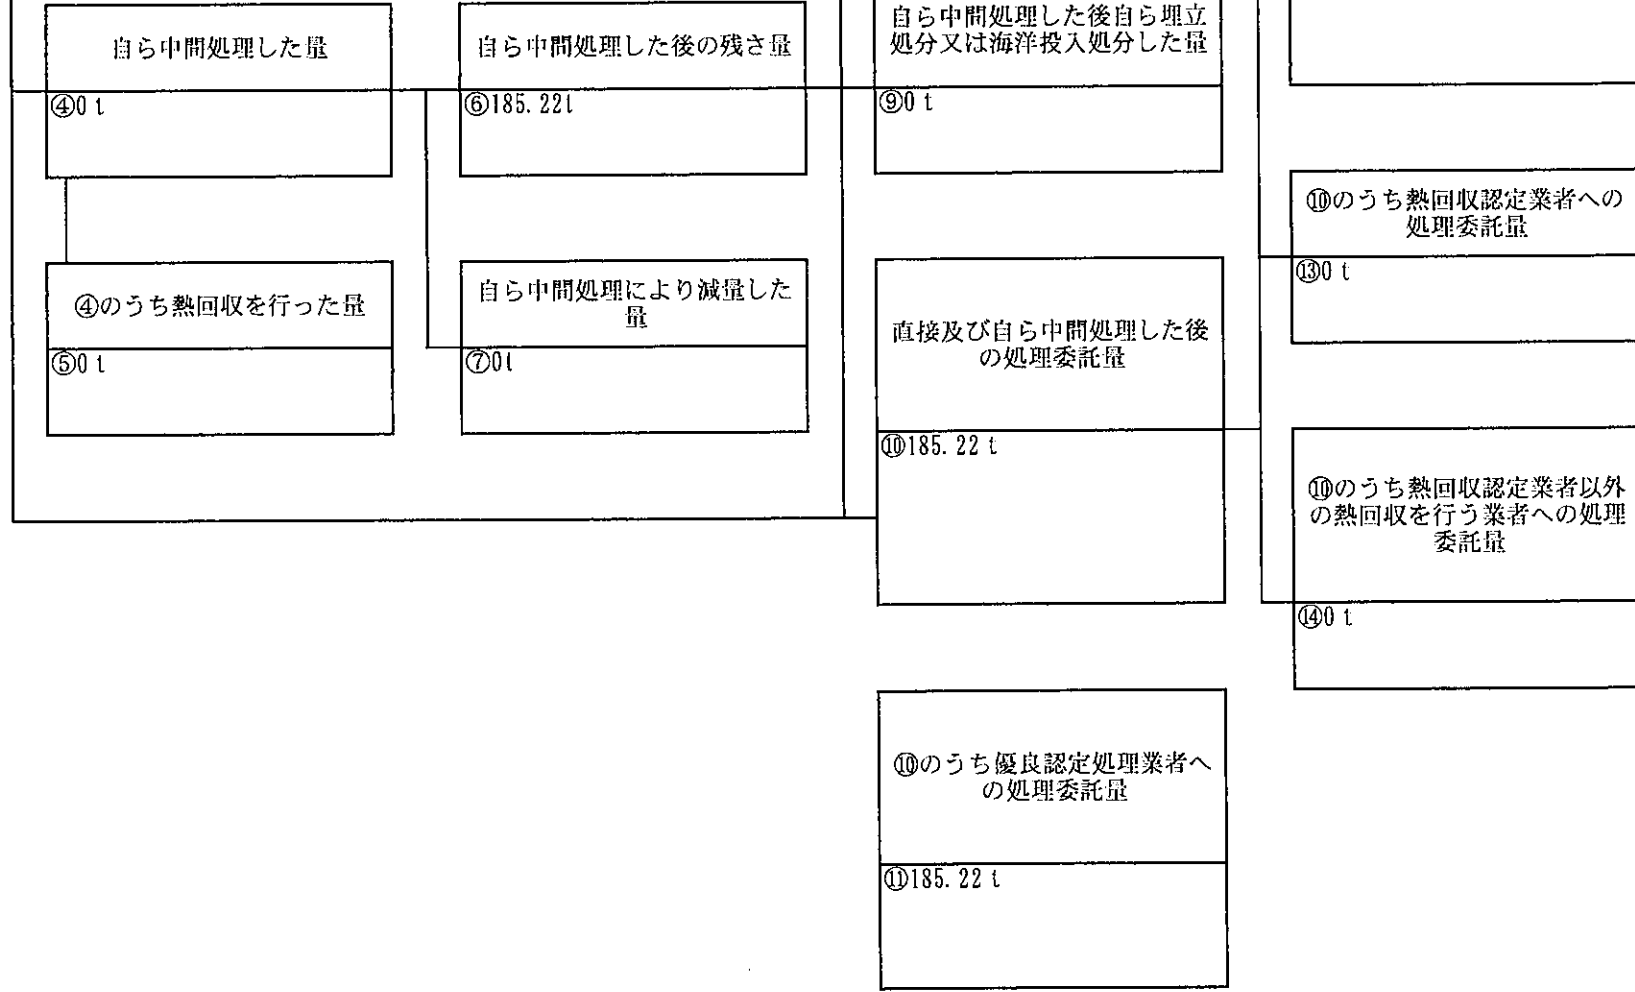 自ら中間処理した量
④0 t
自ら中間処理した後の残さ量
⑥185.22t
自ら中間処理した後自ら埋立
処分又は海洋投入処分した量
⑨0 t
④のうち熱回収を行った量
⑤0 t
自ら中間処理により減量した
量
⑦0t
直接及び自ら中間処理した後
の処理委託量
⑩185.22 t
⑩のうち優良認定処理業者へ
の処理委託量
⑪185.22 t
⑩のうち熱回収認定業者への
処理委託量
⑬0 t
⑩のうち熱回収認定業者以外
の熱回収を行う業者への処理
委託量
⑭0 t